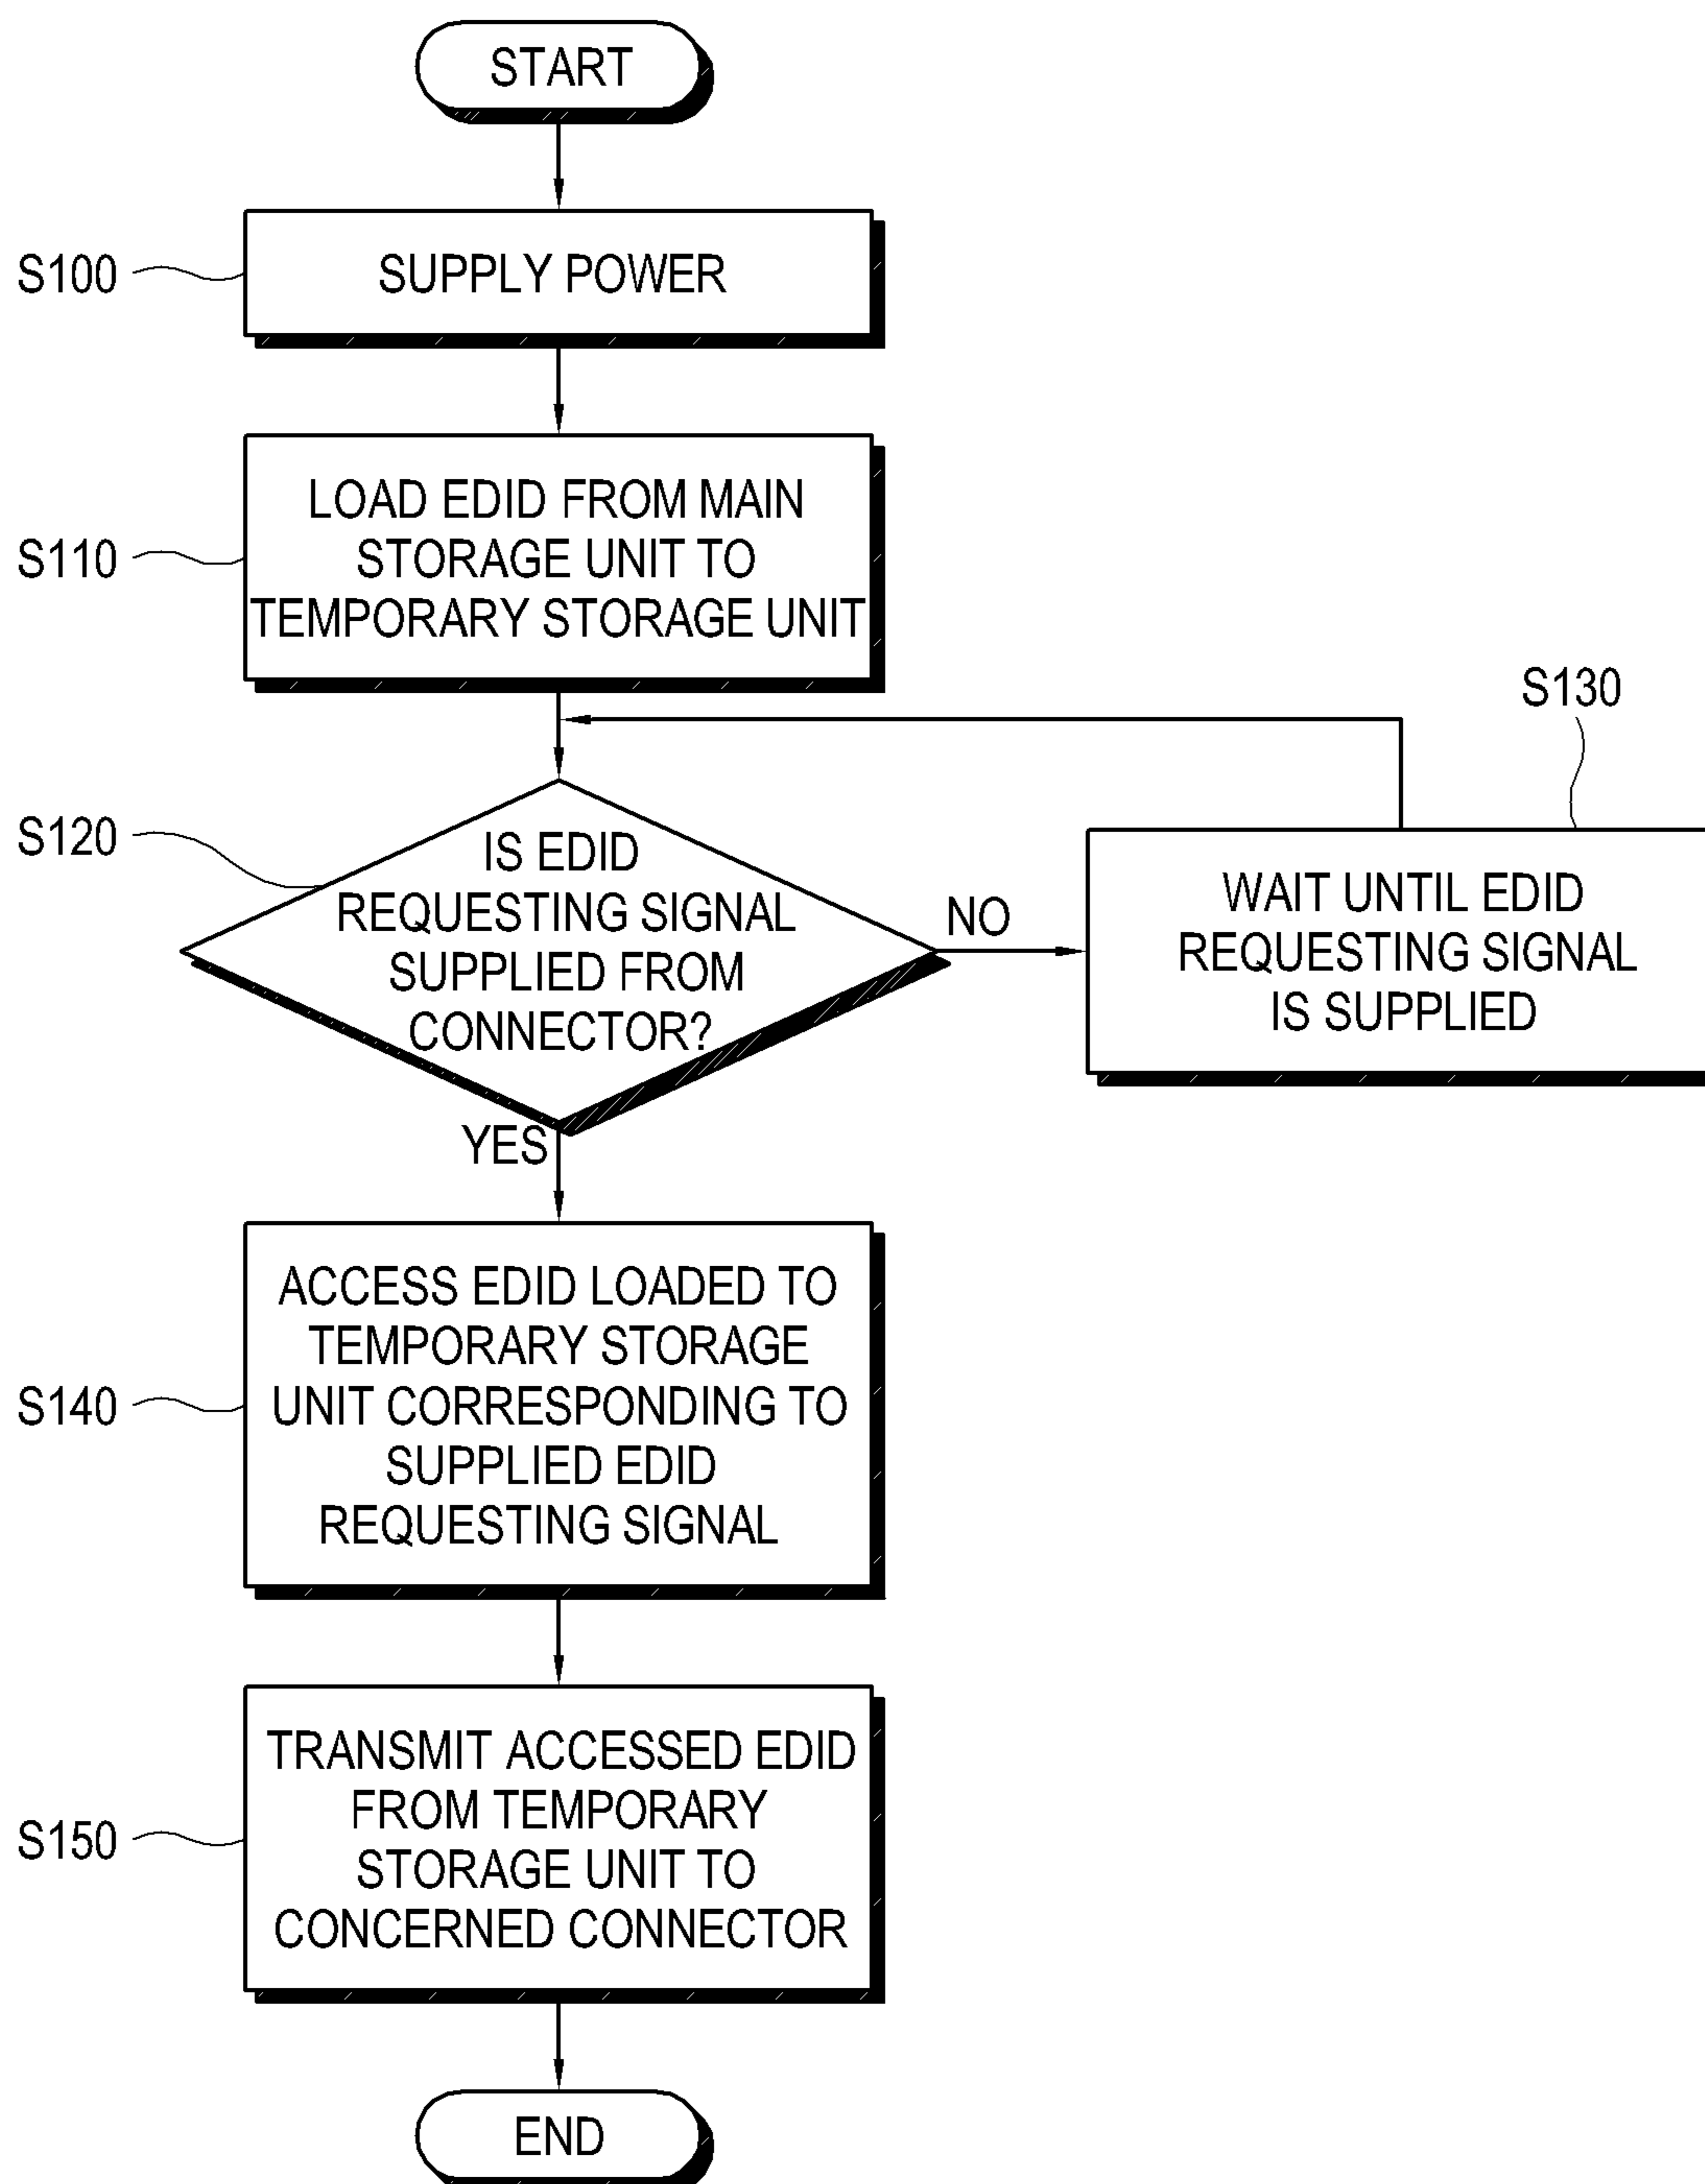 START
S100
SUPPLY POWER
S110
LOAD EDID FROM MAIN
STORAGE UNIT TO
TEMPORARY STORAGE UNIT
S120
IS EDID
REQUESTING SIGNAL
SUPPLIED FROM
CONNECTOR?
NO
S130
WAIT UNTIL EDID
REQUESTING SIGNAL
IS SUPPLIED
YES
S140
ACCESS EDID LOADED TO
TEMPORARY STORAGE
UNIT CORRESPONDING TO
SUPPLIED EDID
REQUESTING SIGNAL
S150
TRANSMIT ACCESSED EDID
FROM TEMPORARY
STORAGE UNIT TO
CONCERNED CONNECTOR
END